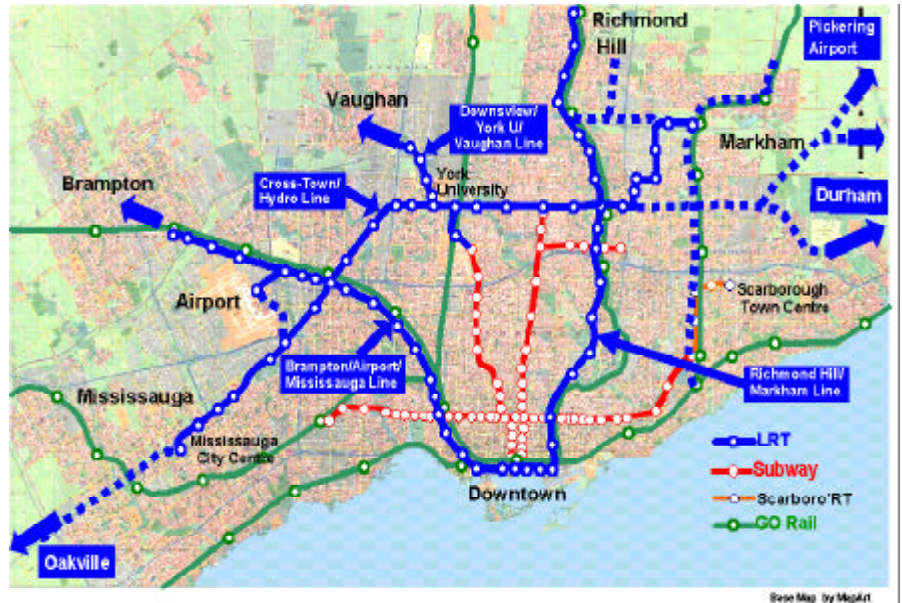 Richmond
Hill
Pickering
Airport
Vaughan
Downsview/
York U/
Vaughan Line
Markham
Brampton
Cross-Town/
Hydro Line
York
University
Durham
Airport
Scarborough
Town Centre
Brampton/Airport/
Mississauga Line
Richmond Hill/
Markham Line
Mississauga
Mississauga
City Centre
LRT
Subway
Scarboro'RT
GO Rail
Downtown
Oakville
Base Map by MapArt